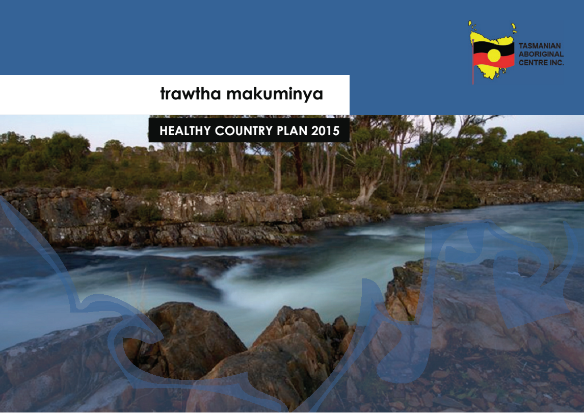 TASMANIAN
ABORIGINAL
CENTRE INC.
trawtha makuminya
HEALTHY COUNTRY PLAN 2015